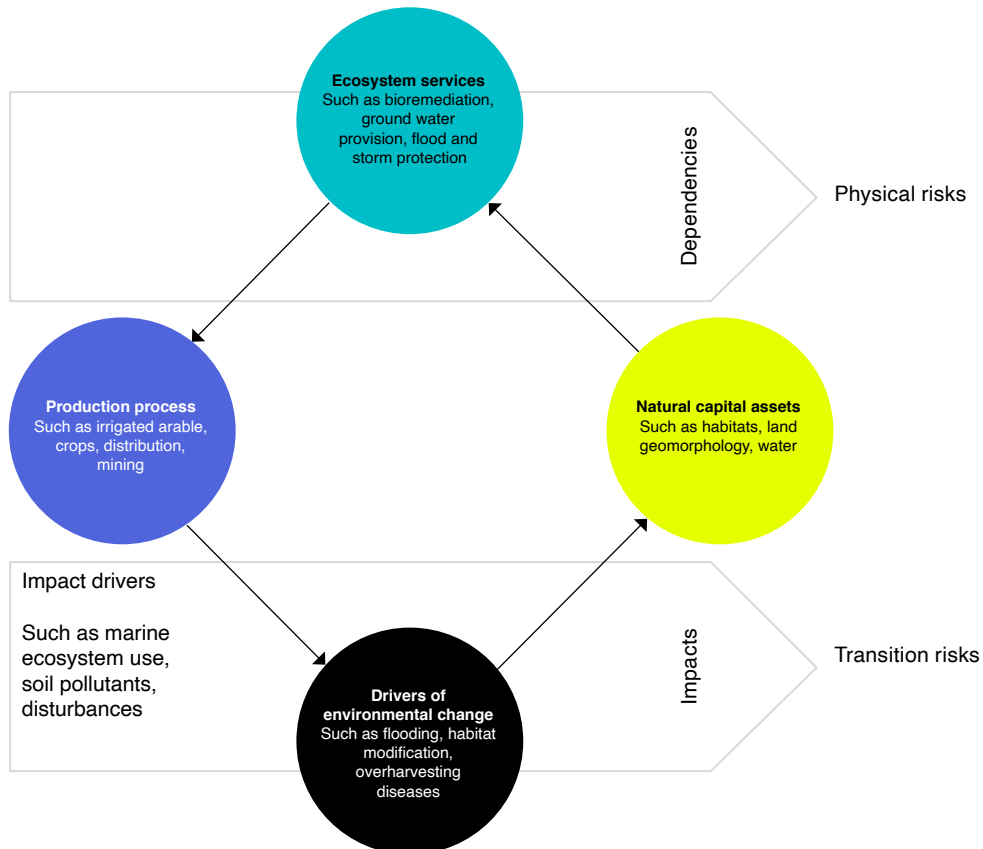 Ecosystem services
Such as bioremediation,
ground water
provision, flood and
storm protection
Dependencies
Physical risks
Production process
Such as irrigated arable,
crops, distribution,
mining
Natural capital assets
Such as habitats, land
geomorphology, water
Impact drivers
Such as marine
ecosystem use,
soil pollutants,
disturbances
Drivers of
environmental change
Such as flooding, habitat
modification,
overharvesting
diseases
Impacts
Transition risks